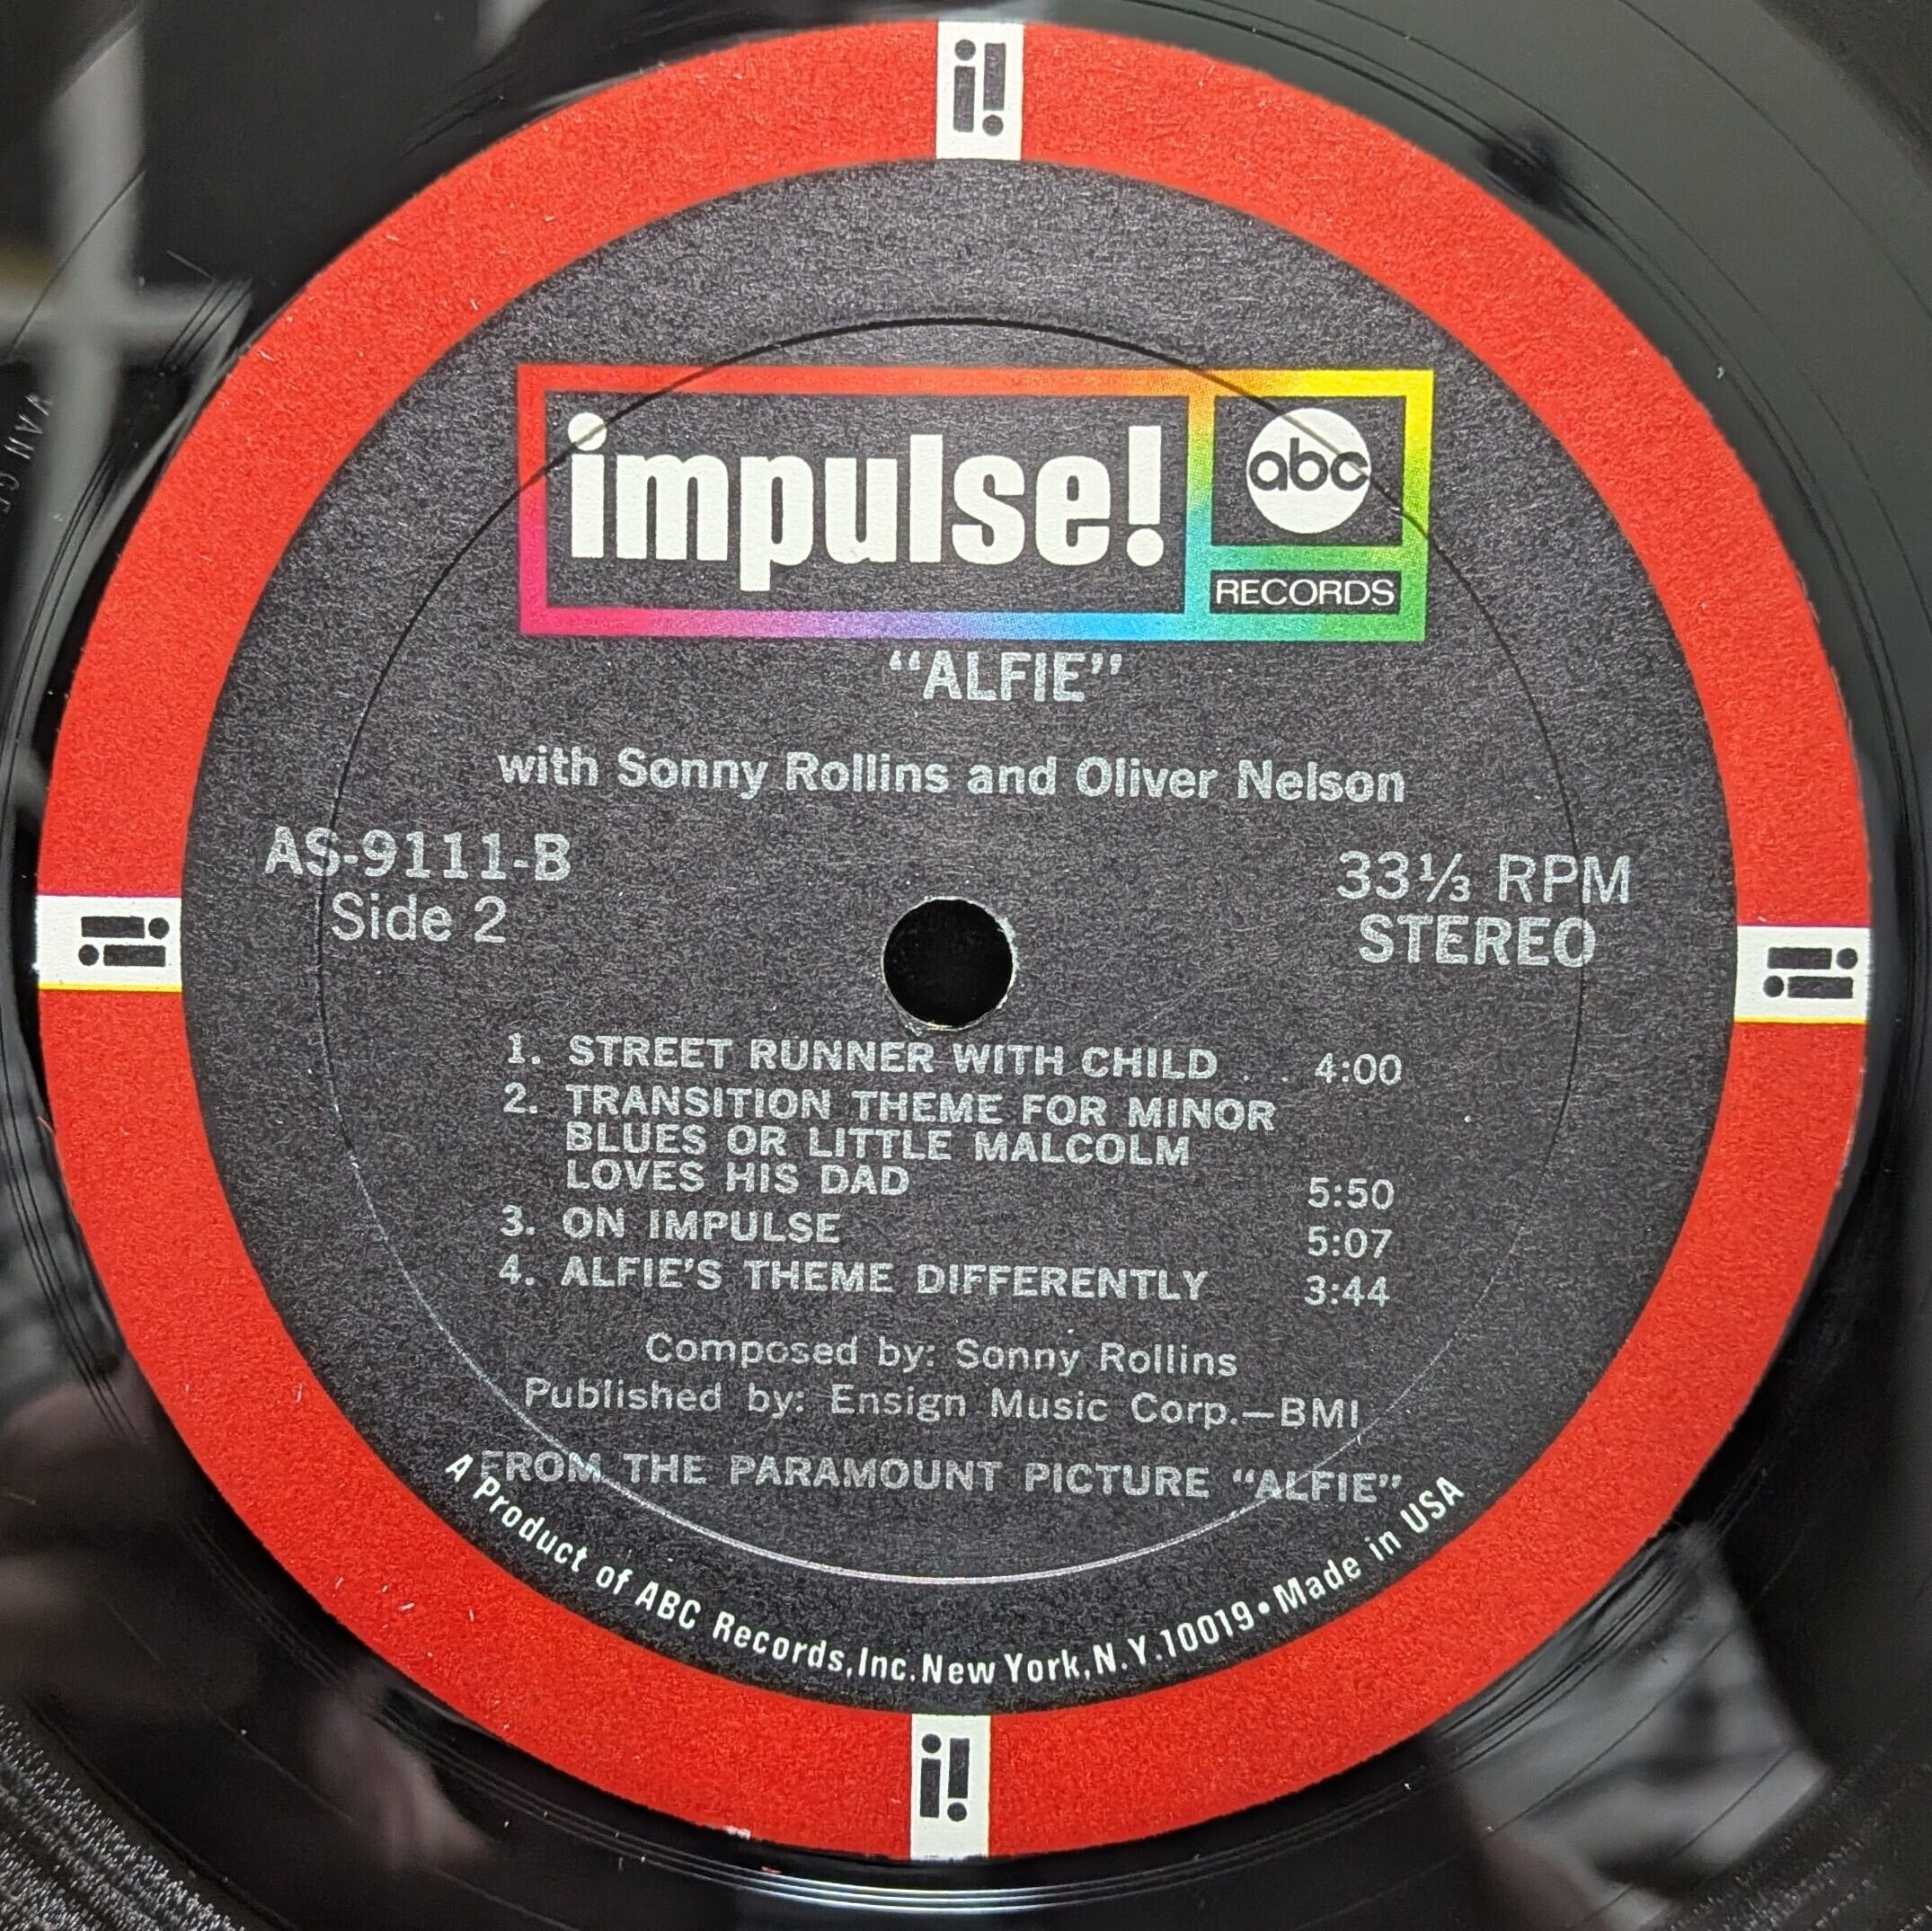 i!
impulse!
abc
RECORDS
“ALFIE”
with Sonny Rollins and Oliver Nelson
AS-9111-B
Side 2
33⅓ RPM
STEREO
i!
i!
1. STREET RUNNER WITH CHILD . . 4:00
2. TRANSITION THEME FOR MINOR
BLUES OR LITTLE MALCOLM
LOVES HIS DAD 5:50
3. ON IMPULSE 5:07
4. ALFIE'S THEME DIFFERENTLY 3:44
Composed by: Sonny Rollins
Published by: Ensign Music Corp.—BMI
FROM THE PARAMOUNT PICTURE “ALFIE”
A Product of ABC Records, Inc. New York, N.Y. 10019 • Made in USA
i!
VAN